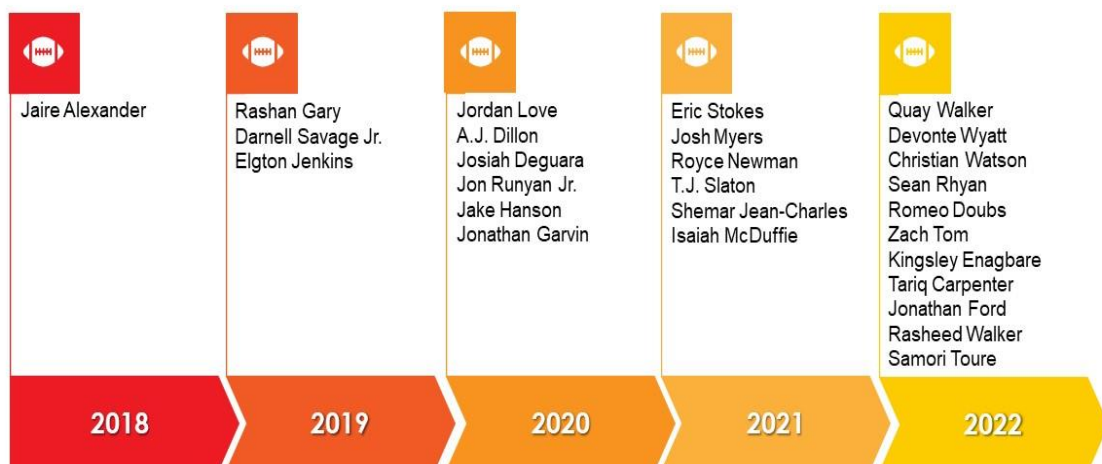 Jaire Alexander
Rashan Gary
Darnell Savage Jr.
Elgton Jenkins
Jordan Love
A.J. Dillon
Josiah Deguara
Jon Runyan Jr.
Jake Hanson
Jonathan Garvin
Eric Stokes
Josh Myers
Royce Newman
T.J. Slaton
Shemar Jean-Charles
Isaiah McDuffie
Quay Walker
Devonte Wyatt
Christian Watson
Sean Rhyan
Romeo Doubs
Zach Tom
Kingsley Enagbare
Tariq Carpenter
Jonathan Ford
Rasheed Walker
Samori Toure
2018
2019
2020
2021
2022